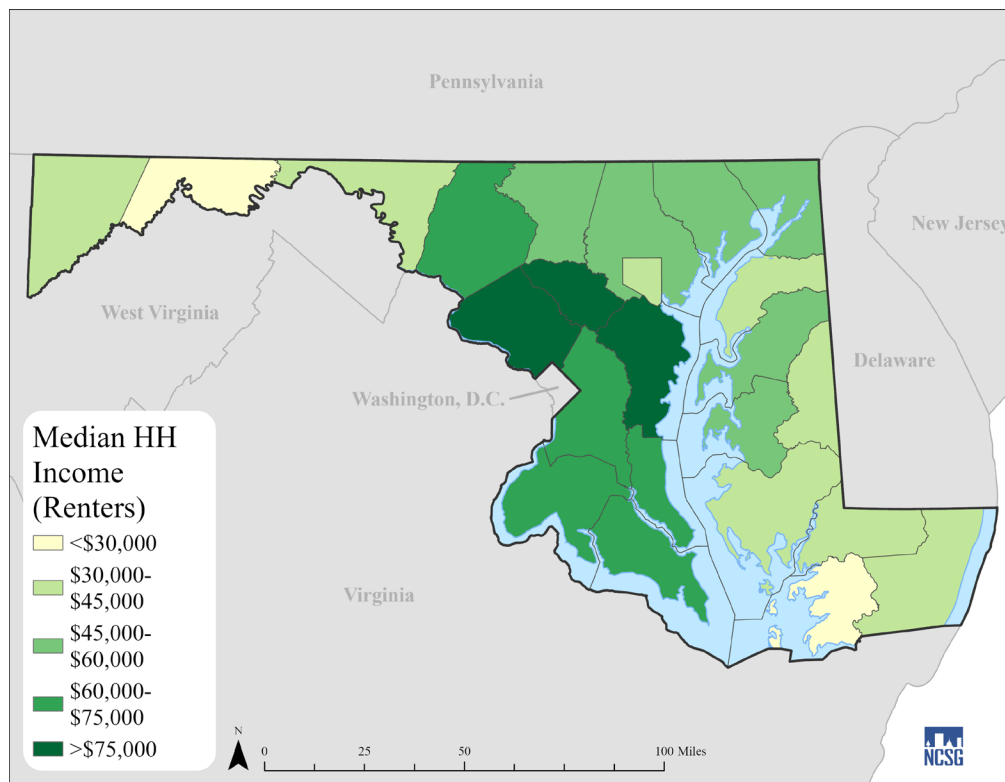 Pennsylvania
New Jersey
West Virginia
Delaware
Washington, D.C.
Virginia
Median HH
Income
(Renters)
<$30,000
$30,000-
$45,000
$45,000-
$60,000
$60,000-
$75,000
>$75,000
N
0 25 50 100 Miles
NCSG